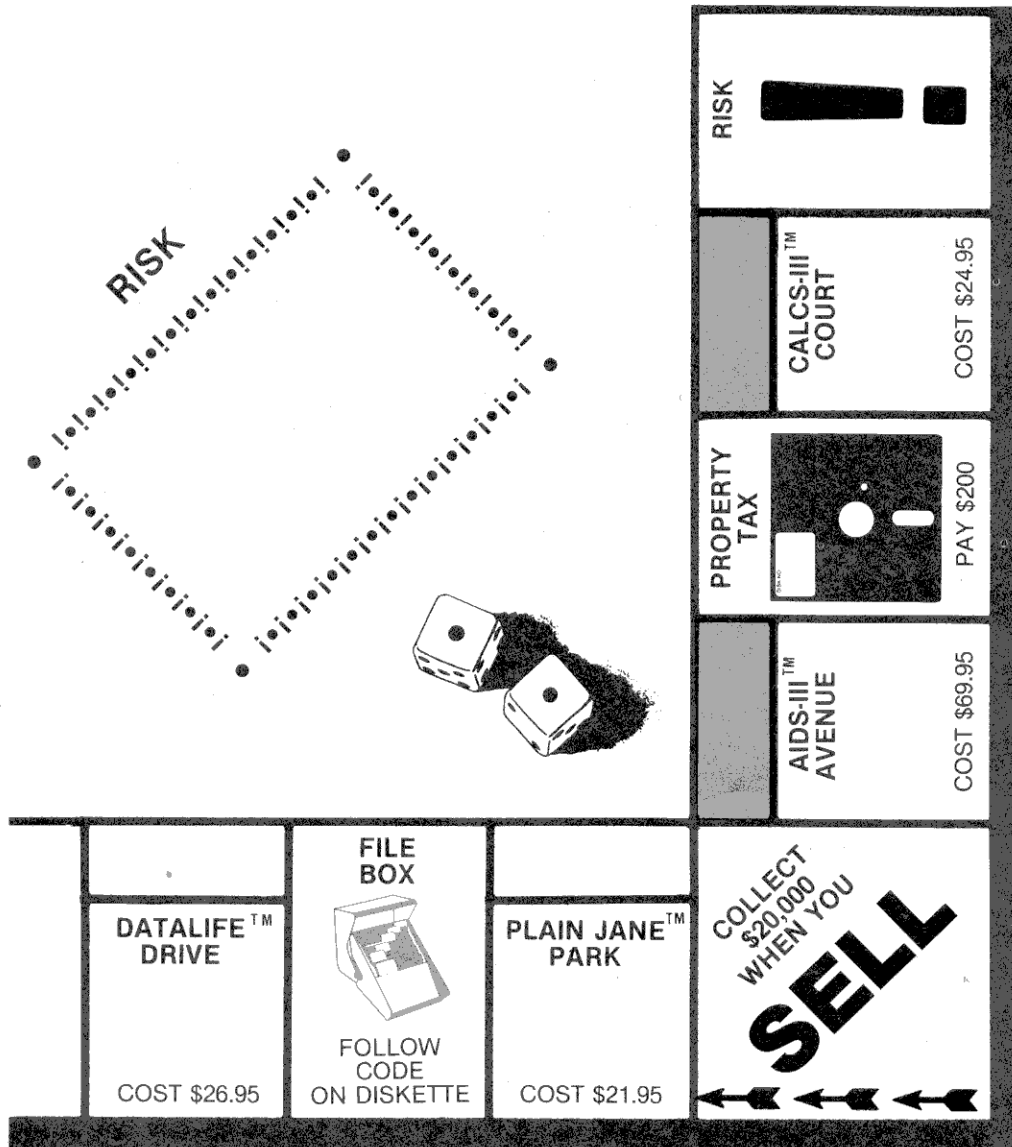 RISK
RISK
CALCS-III™
COURT
COST $24.95
PROPERTY
TAX
PAY $200
AIDS-III™
AVENUE
COST $69.95
DATALIFE™
DRIVE
COST $26.95
FILE
BOX
FOLLOW
CODE
ON DISKETTE
PLAIN JANE™
PARK
COST $21.95
COLLECT
$20,000
WHEN YOU
SELL